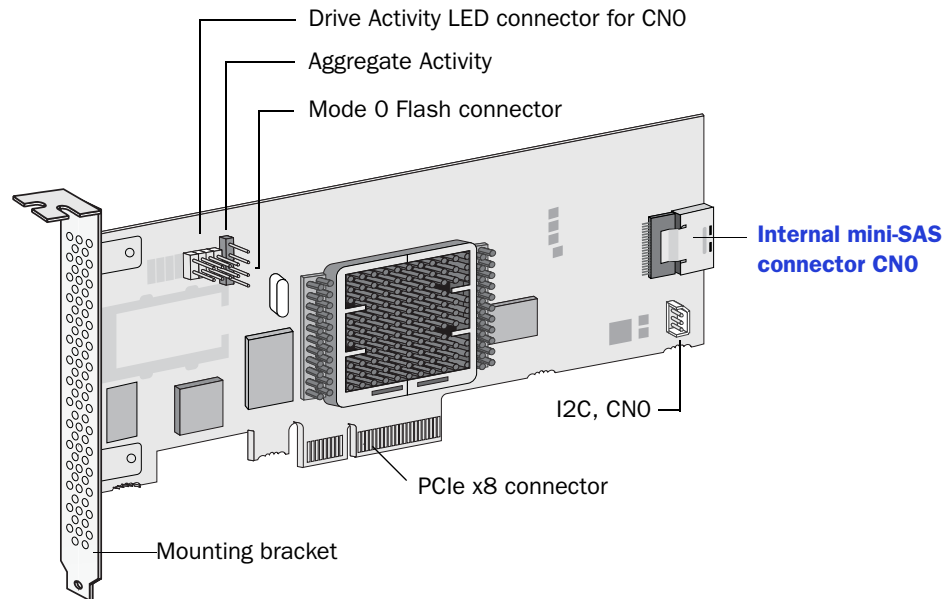 Drive Activity LED connector for CN0
Aggregate Activity
Mode 0 Flash connector
Internal mini-SAS
connector CN0
I2C, CN0
PCIe x8 connector
Mounting bracket